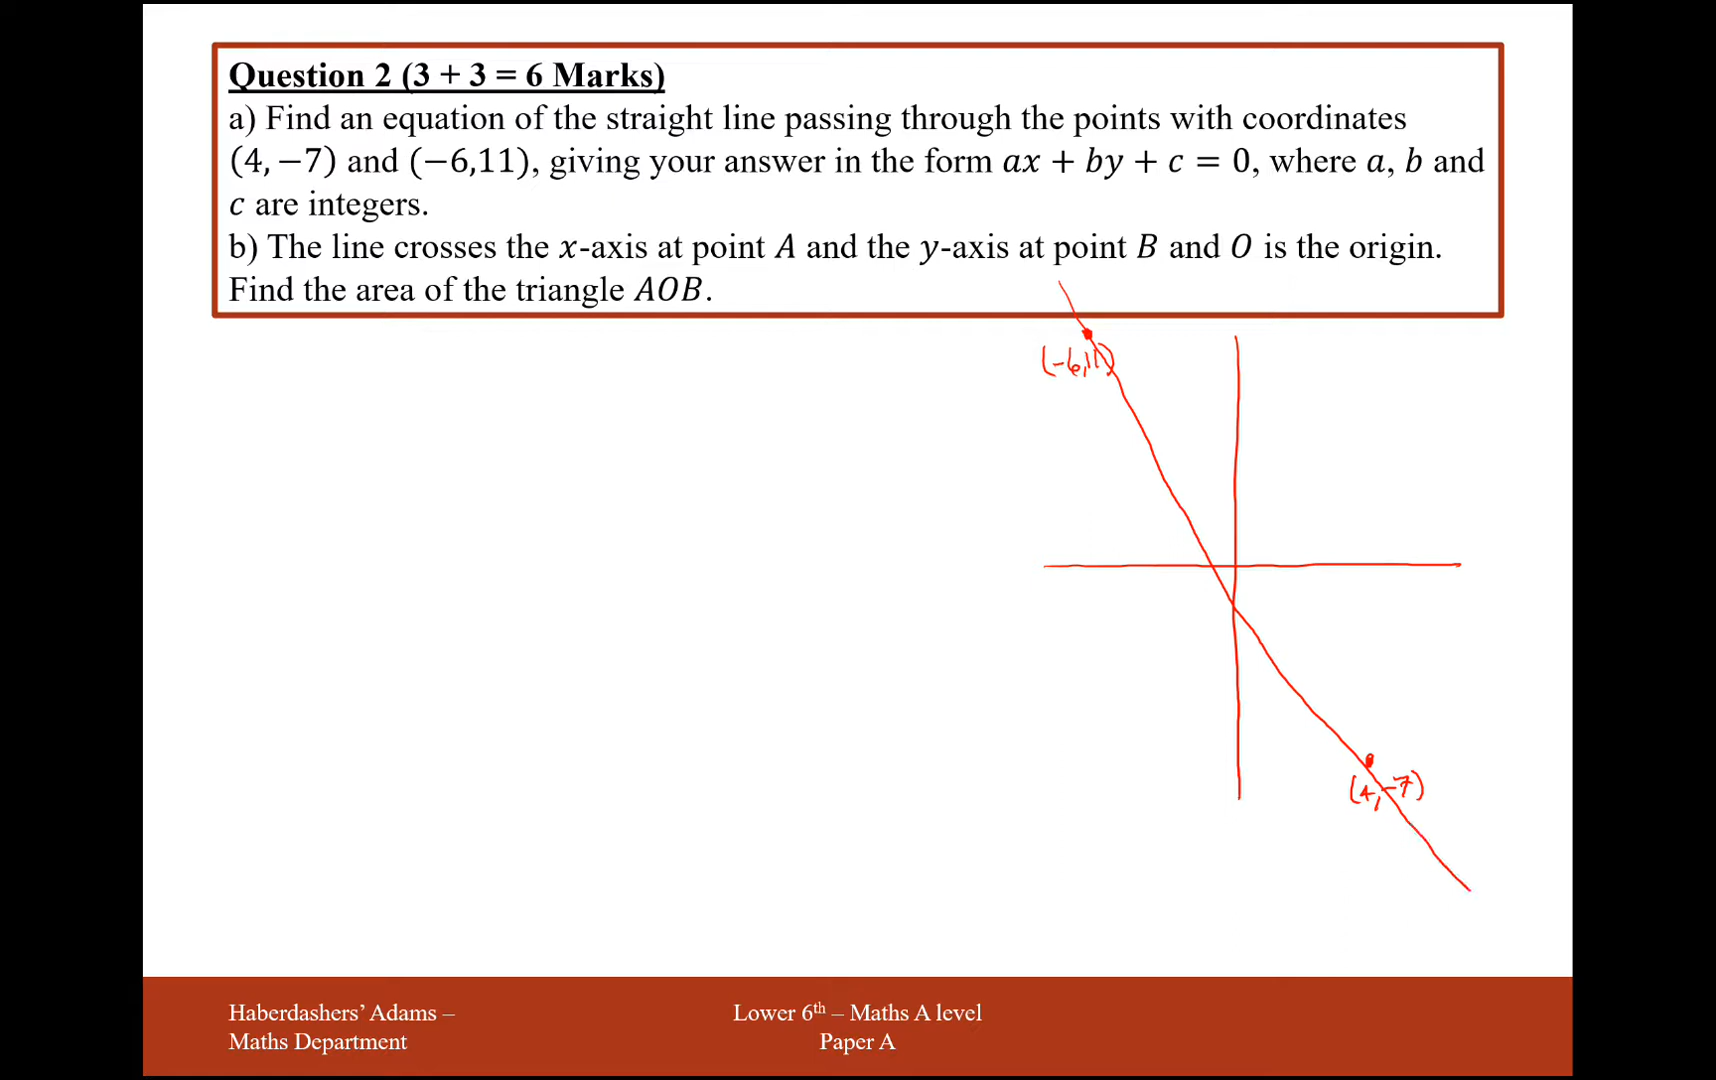 Question 2 (3 + 3 = 6 Marks)
a) Find an equation of the straight line passing through the points with coordinates
(4, −7) and (−6,11), giving your answer in the form ax + by + c = 0, where a, b and
c are integers.
b) The line crosses the x-axis at point A and the y-axis at point B and O is the origin.
Find the area of the triangle AOB.
(-6,11)
(4,-7)
Haberdashers’ Adams –
Maths Department
Lower 6th – Maths A level
Paper A